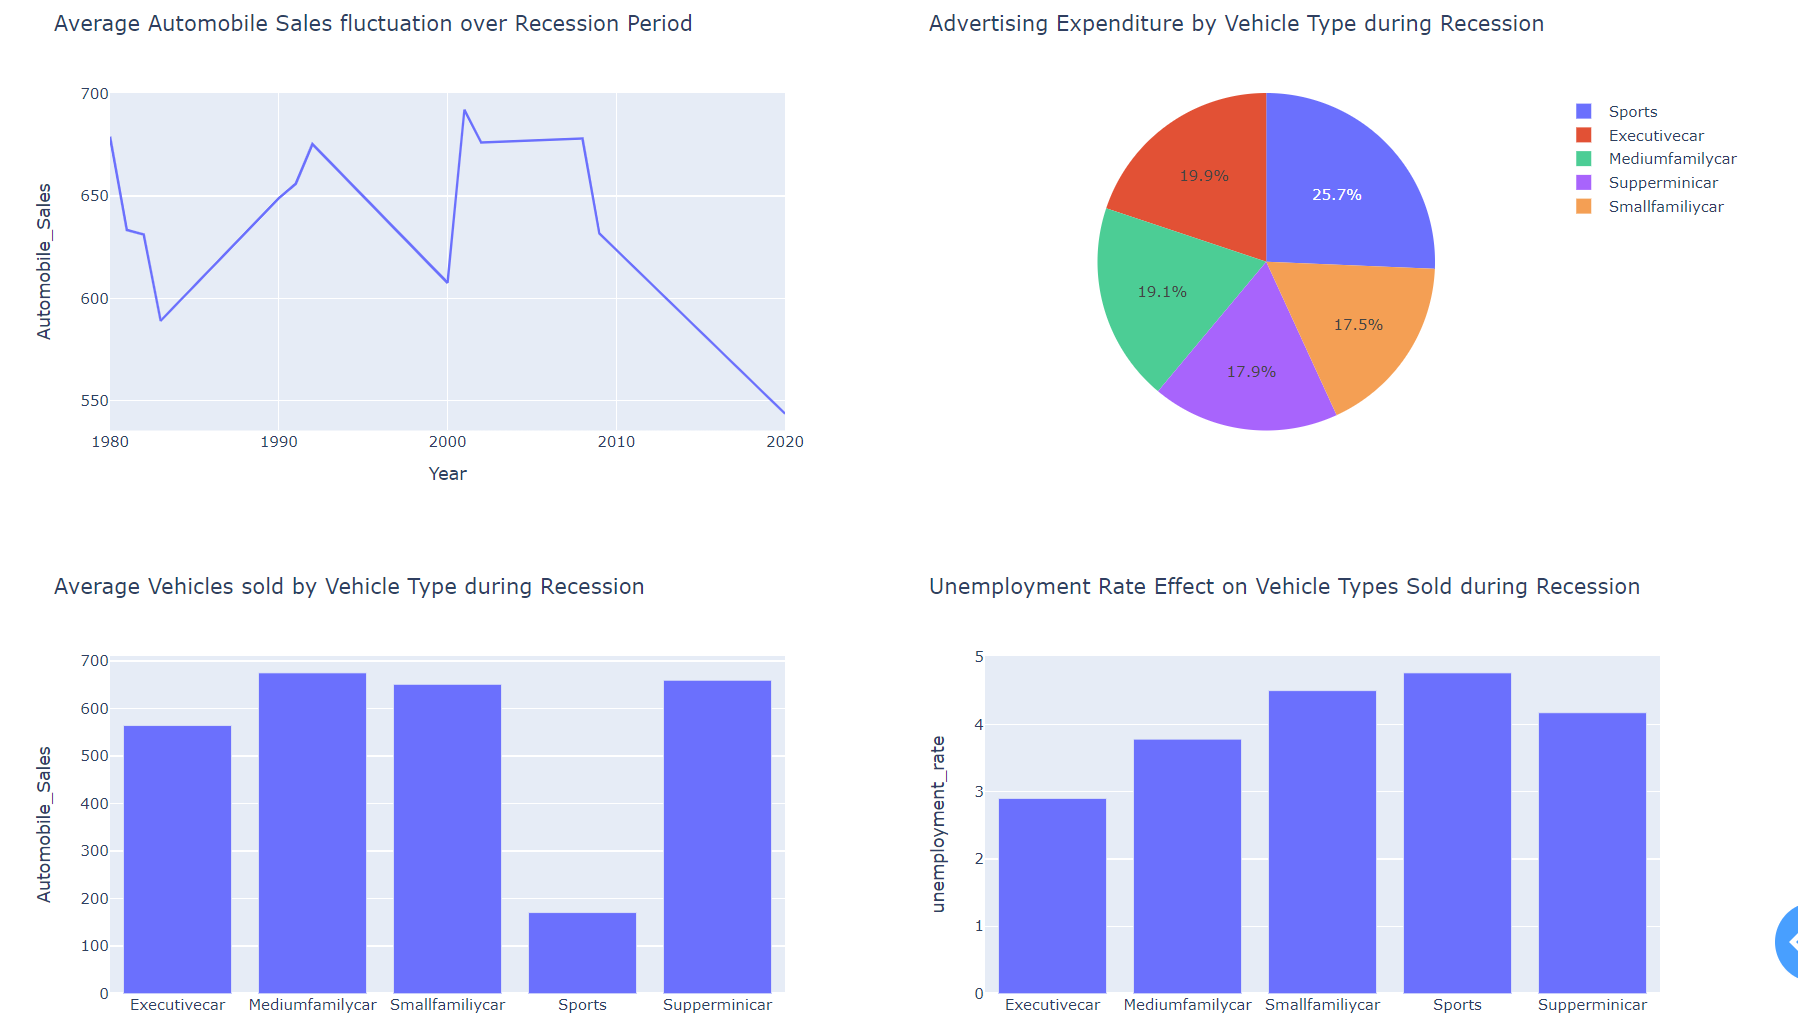 Average Automobile Sales fluctuation over Recession Period
700
650
600
550
Automobile_Sales
1980 1990 2000 2010 2020
Year
Advertising Expenditure by Vehicle Type during Recession
25.7%
19.9%
19.1%
17.9%
17.5%
Sports
Executivecar
Mediumfamilycar
Supperminicar
Smallfamiliycar
Average Vehicles sold by Vehicle Type during Recession
700
600
500
400
300
200
100
0
Automobile_Sales
Executivecar Mediumfamilycar Smallfamiliycar Sports Supperminicar
Unemployment Rate Effect on Vehicle Types Sold during Recession
5
4
3
2
1
0
unemployment_rate
Executivecar Mediumfamilycar Smallfamiliycar Sports Supperminicar